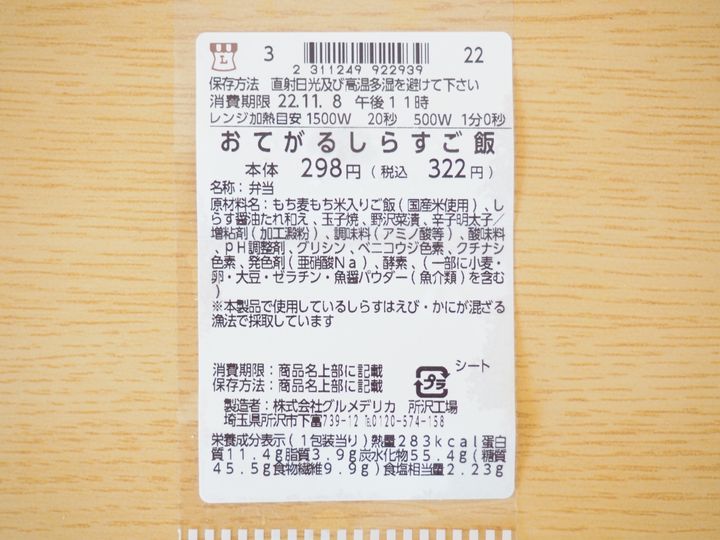 L 3 22
2 311249 922939
保存方法 直射日光及び高温多湿を避けて下さい
消費期限 22.11. 8 午後11時
レンジ加熱目安 1500W 20秒 500W 1分0秒
おてがるしらすご飯
本体 298円 (税込 322円)
名称:弁当
原材料名:もち麦もち米入りご飯(国産米使用)、し
らす醤油たれ和え、玉子焼、野沢菜漬、辛子明太子/
増粘剤(加工澱粉)、調味料(アミノ酸等)、酸味料
、pH調整剤、グリシン、ベニコウジ色素、クチナシ
色素、発色剤(亜硝酸Na)、酵素、(一部に小麦・
卵・大豆・ゼラチン・魚醤パウダー(魚介類)を含む
)
※本製品で使用しているしらすはえび・かにが混ざる
漁法で採取しています
消費期限:商品名上部に記載
保存方法:商品名上部に記載
プラ シート
製造者:株式会社グルメデリカ 所沢工場
埼玉県所沢市下富739-12 ℡0120-574-158
栄養成分表示(1包装当り)熱量283kcal蛋白
質11.4g脂質3.9g炭水化物55.4g(糖質
45.5g食物繊維9.9g)食塩相当量2.23g